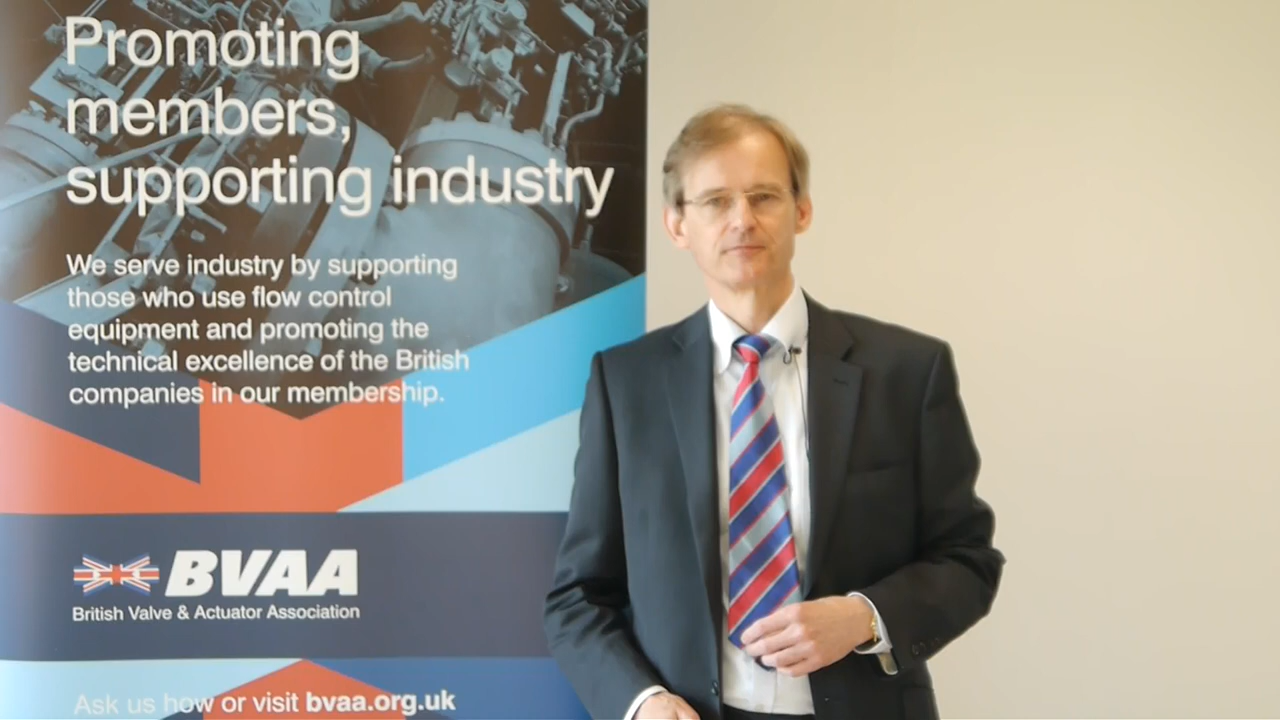 Promoting
members,
supporting industry
We serve industry by supporting
those who use flow control
equipment and promoting the
technical excellence of the British
companies in our membership.
BVAA
British Valve & Actuator Association
Ask us how or visit bvaa.org.uk